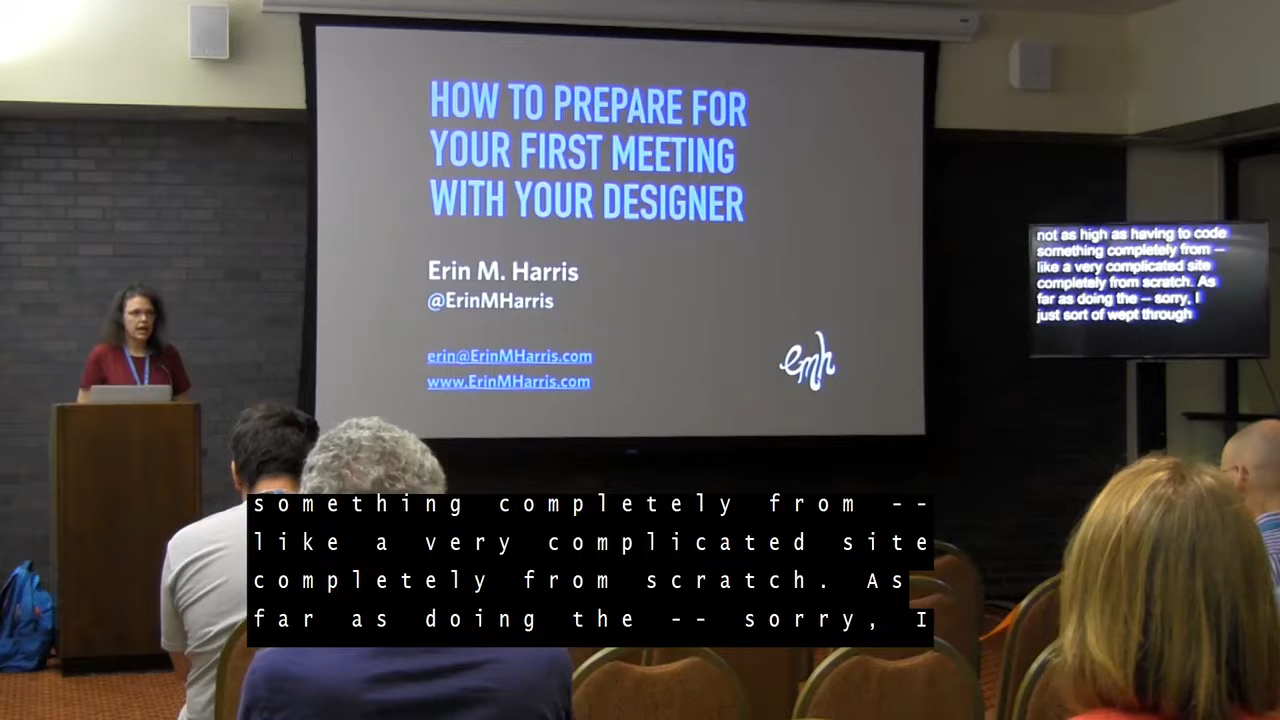 HOW TO PREPARE FOR
YOUR FIRST MEETING
WITH YOUR DESIGNER
Erin M. Harris
@ErinMHarris
erin@ErinMHarris.com
www.ErinMHarris.com
emh
not as high as having to code
something completely from --
like a very complicated site
completely from scratch. As
far as doing the -- sorry, I
just sort of wept through
something completely from --
like a very complicated site
completely from scratch. As
far as doing the -- sorry, I